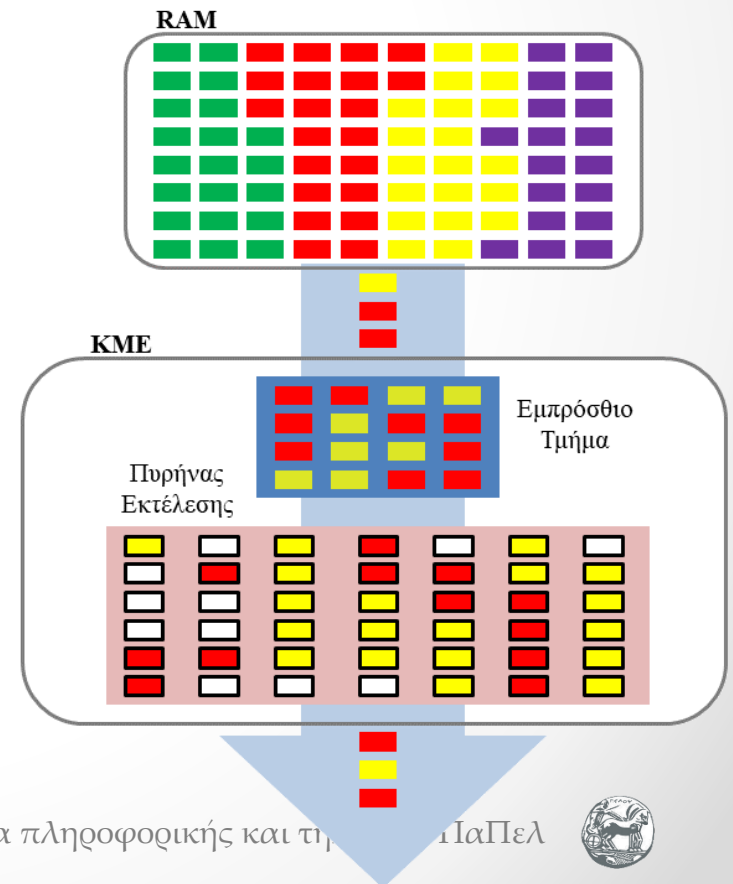 RAM
ΚΜΕ
Εμπρόσθιο
Τμήμα
Πυρήνας
Εκτέλεσης
α πληροφορικής και τη ΠαΠελ